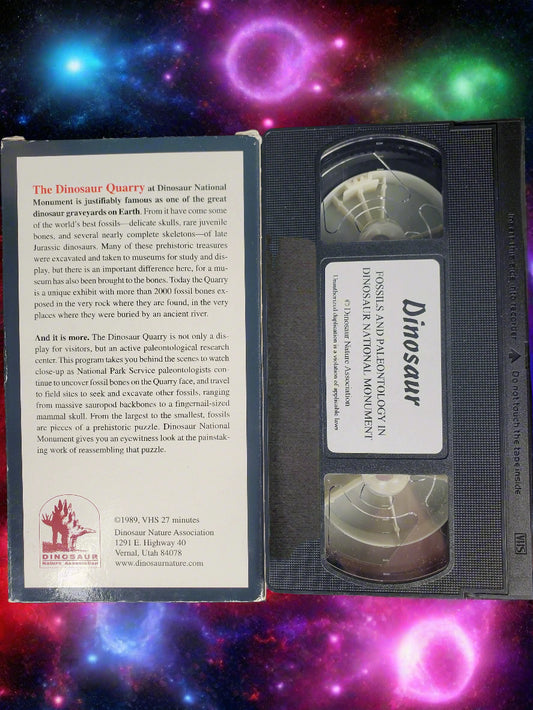 The Dinosaur Quarry at Dinosaur National
Monument is justifiably famous as one of the great
dinosaur graveyards on Earth. From it have come some
of the world's best fossils—delicate skulls, rare juvenile
bones, and several nearly complete skeletons—of late
Jurassic dinosaurs. Many of these prehistoric treasures
were excavated and taken to museums for study and dis-
play, but there is an important difference here, for a mu-
seum has also been brought to the bones. Today the Quarry
is a unique exhibit with more than 2000 fossil bones ex-
posed in the very rock where they are found, in the very
places where they were buried by an ancient river.
And it is more. The Dinosaur Quarry is not only a dis-
play for visitors, but an active paleontological research
center. This program takes you behind the scenes to watch
close-up as National Park Service paleontologists con-
tinue to uncover fossil bones on the Quarry face, and travel
to field sites to seek and excavate other fossils, ranging
from massive sauropod backbones to a fingernail-sized
mammal skull. From the largest to the smallest, fossils
are pieces of a prehistoric puzzle. Dinosaur National
Monument gives you an eyewitness look at the painstak-
ing work of reassembling that puzzle.
DINOSAUR
Nature Association
©1989, VHS 27 minutes
Dinosaur Nature Association
1291 E. Highway 40
Vernal, Utah 84078
www.dinosaurnature.com
Dinosaur
FOSSILS AND PALEONTOLOGY IN
DINOSAUR NATIONAL MONUMENT
© Dinosaur Nature Association
Unauthorized duplication is a violation of applicable laws
Do not touch the tape inside
VHS